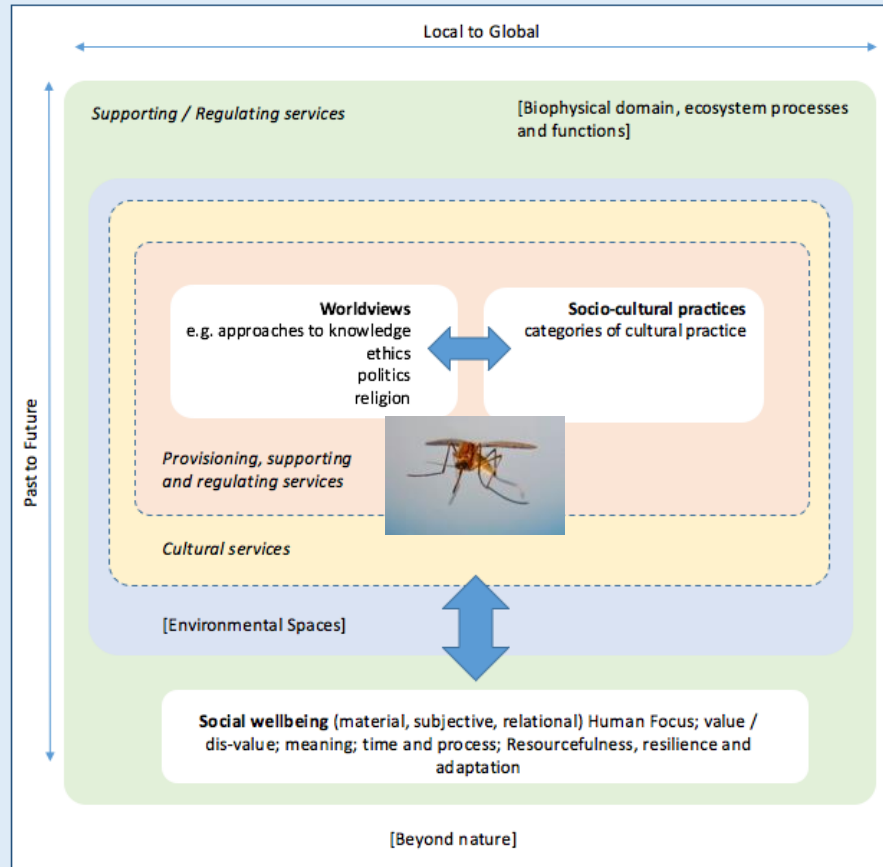 Local to Global
Past to Future
Supporting / Regulating services
[Biophysical domain, ecosystem processes
and functions]
Worldviews
e.g. approaches to knowledge
ethics
politics
religion
Socio-cultural practices
categories of cultural practice
Provisioning, supporting
and regulating services
Cultural services
[Environmental Spaces]
Social wellbeing (material, subjective, relational) Human Focus; value /
dis-value; meaning; time and process; Resourcefulness, resilience and
adaptation
[Beyond nature]